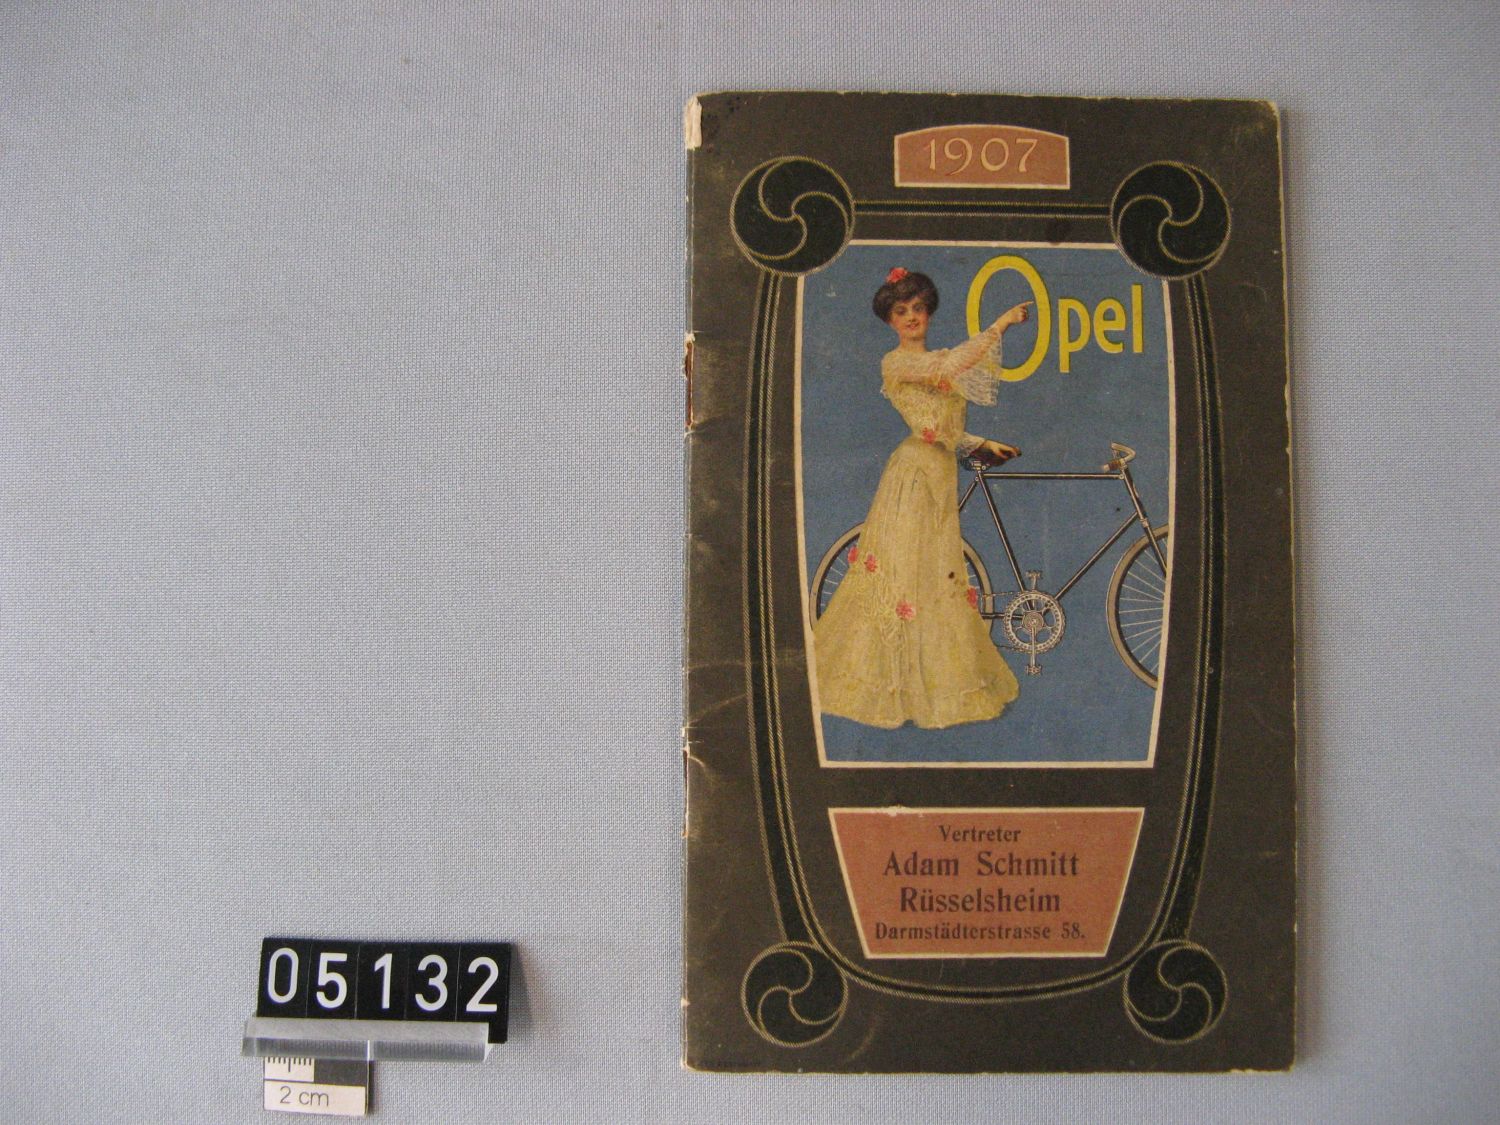 1907
Opel
Vertreter
Adam Schmitt
Rüsselsheim
Darmstädterstrasse 58.
05132
2 cm